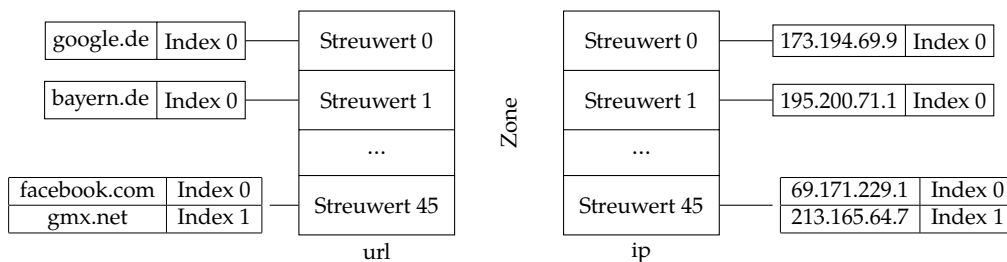 google.de Index 0 Streuwert 0 Streuwert 0 173.194.69.9 Index 0
bayern.de Index 0 Streuwert 1 Zone Streuwert 1 195.200.71.1 Index 0
... ...
facebook.com Index 0 69.171.229.1 Index 0
Streuwert 45 Streuwert 45
gmx.net Index 1 213.165.64.7 Index 1
url ip